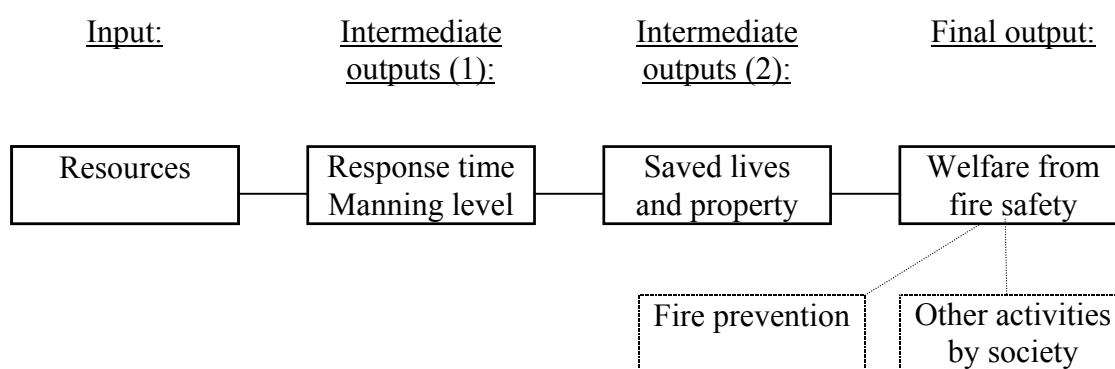 Input:
Intermediate
outputs (1):
Intermediate
outputs (2):
Final output:
Resources
Response time
Manning level
Saved lives
and property
Welfare from
fire safety
Fire prevention
Other activities
by society